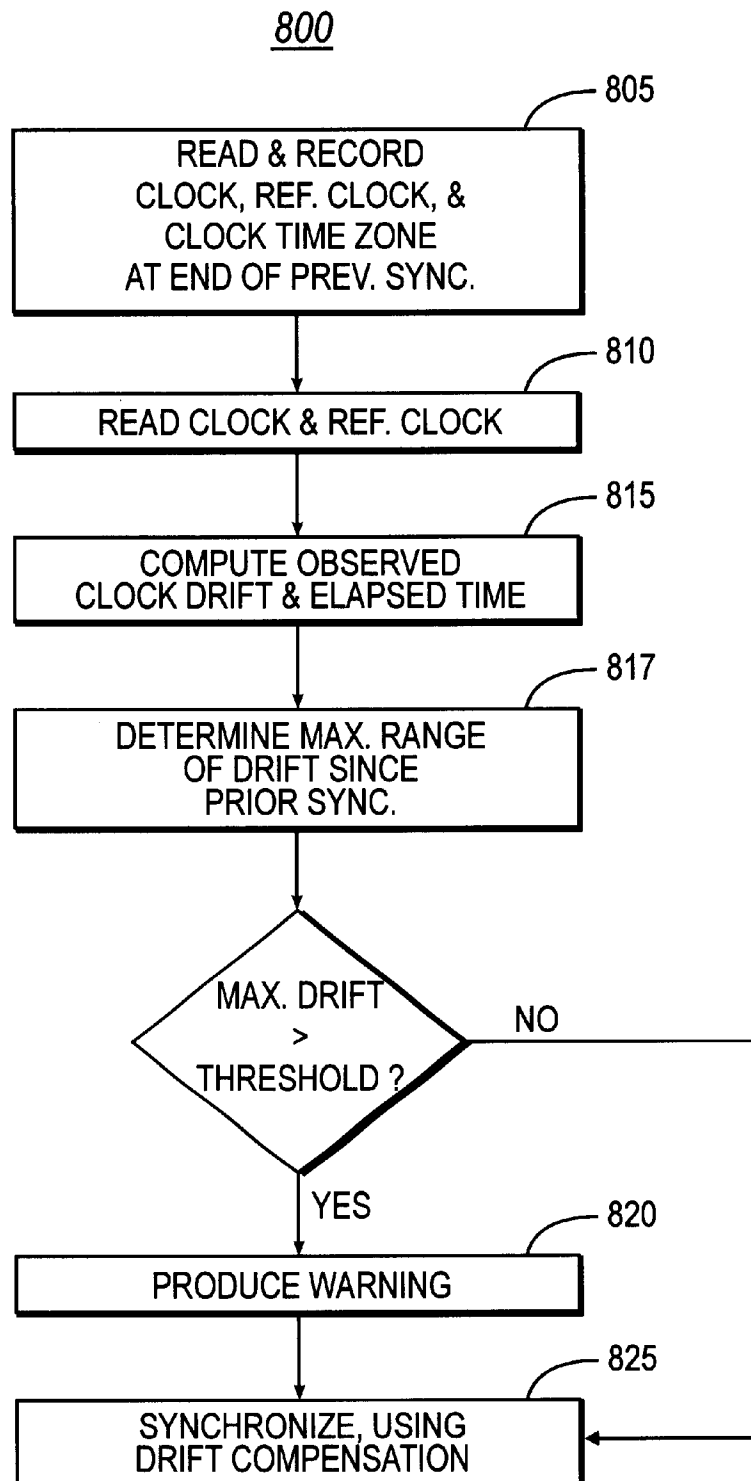 800
805
READ & RECORD
CLOCK, REF. CLOCK, &
CLOCK TIME ZONE
AT END OF PREV. SYNC.
810
READ CLOCK & REF. CLOCK
815
COMPUTE OBSERVED
CLOCK DRIFT & ELAPSED TIME
817
DETERMINE MAX. RANGE
OF DRIFT SINCE
PRIOR SYNC.
MAX. DRIFT
>
THRESHOLD ?
NO
YES
820
PRODUCE WARNING
825
SYNCHRONIZE, USING
DRIFT COMPENSATION